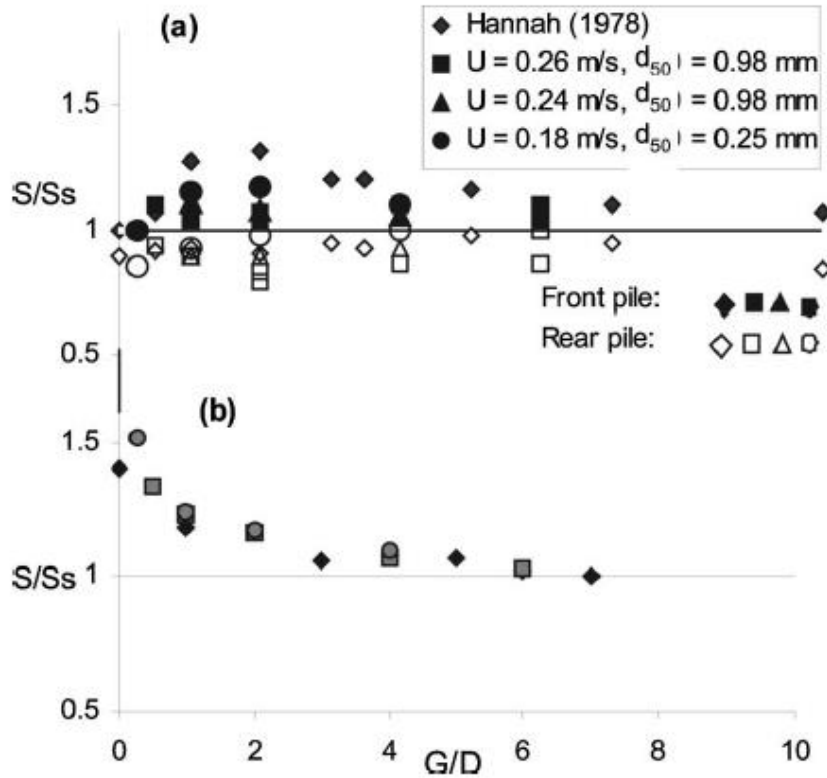 (a)
Hannah (1978)
U = 0.26 m/s, d50 ) = 0.98 mm
U = 0.24 m/s, d50 ) = 0.98 mm
U = 0.18 m/s, d50 ) = 0.25 mm
1.5
S/Ss
1
Front pile:
Rear pile:
0.5
(b)
1.5
S/Ss 1
0.5
0 2 4 6 8 10
G/D